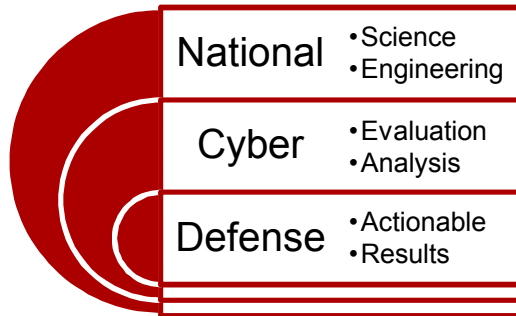 National
•Science
•Engineering
Cyber
•Evaluation
•Analysis
Defense
•Actionable
•Results